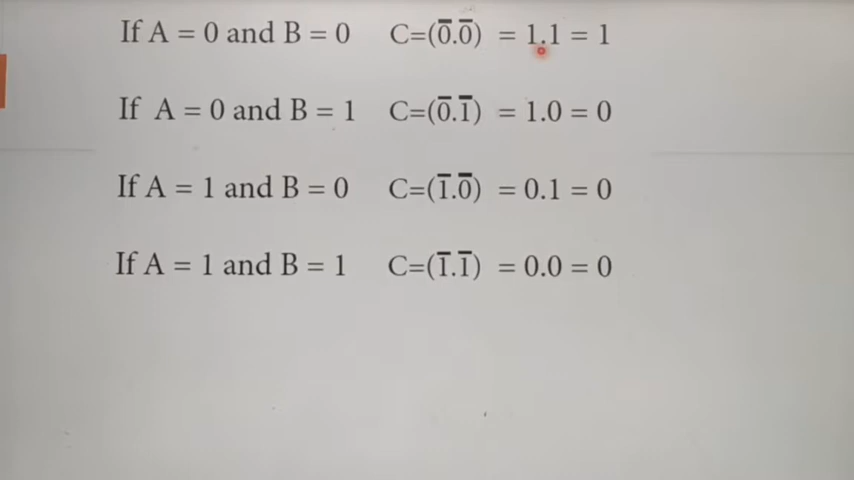 If A = 0 and B = 0 C=(0̅.0̅) = 1.1 = 1
If A = 0 and B = 1 C=(0̅.1̅) = 1.0 = 0
If A = 1 and B = 0 C=(1̅.0̅) = 0.1 = 0
If A = 1 and B = 1 C=(1̅.1̅) = 0.0 = 0